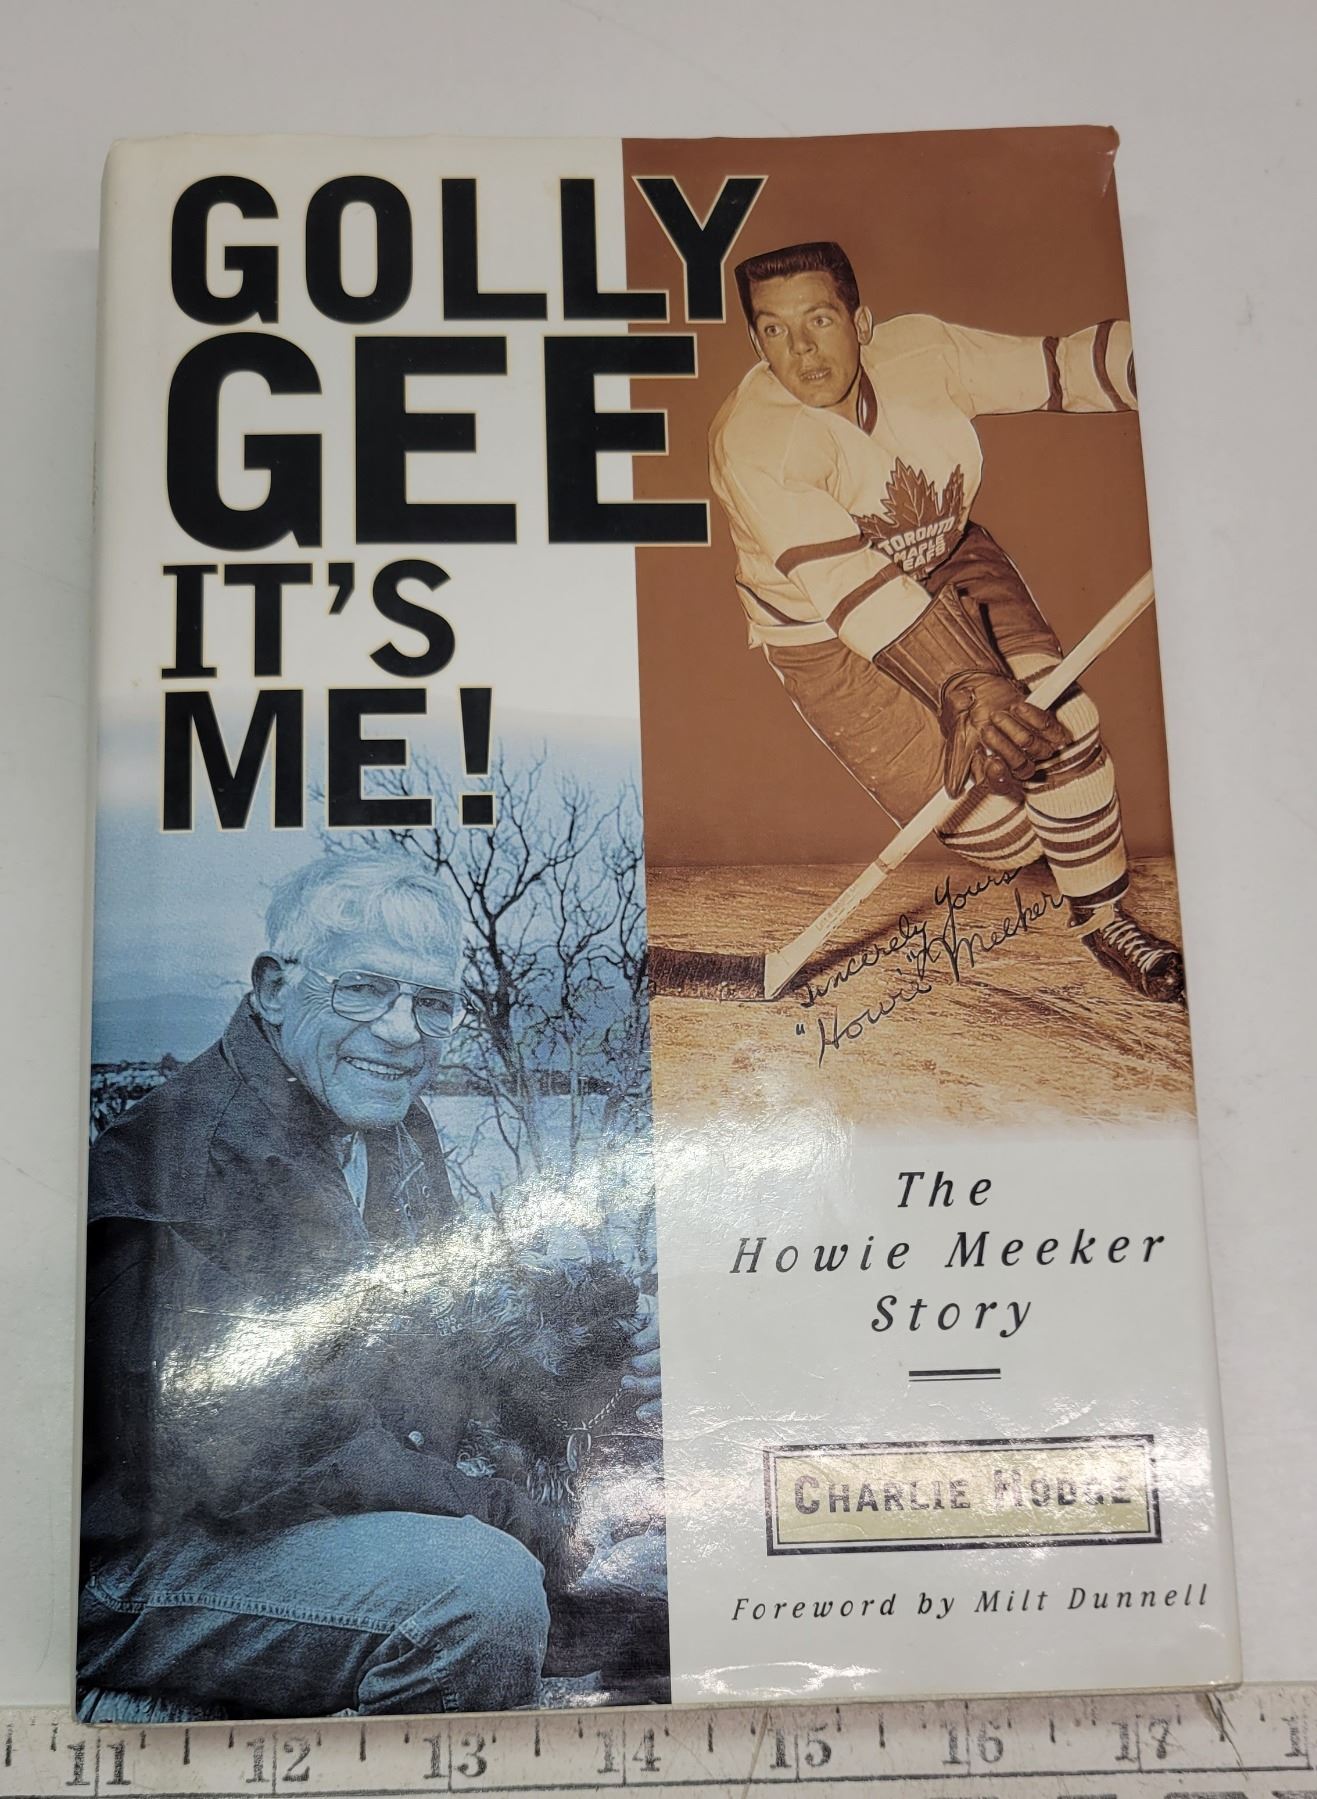 GOLLY
GEE
IT'S
ME!
TORONTO
MAPLE
LEAFS
Sincerely Yours
"Howie" Meeker
The
Howie Meeker
Story
CHARLIE HODGE
Foreword by Milt Dunnell
11 12 13 14 15 16 17